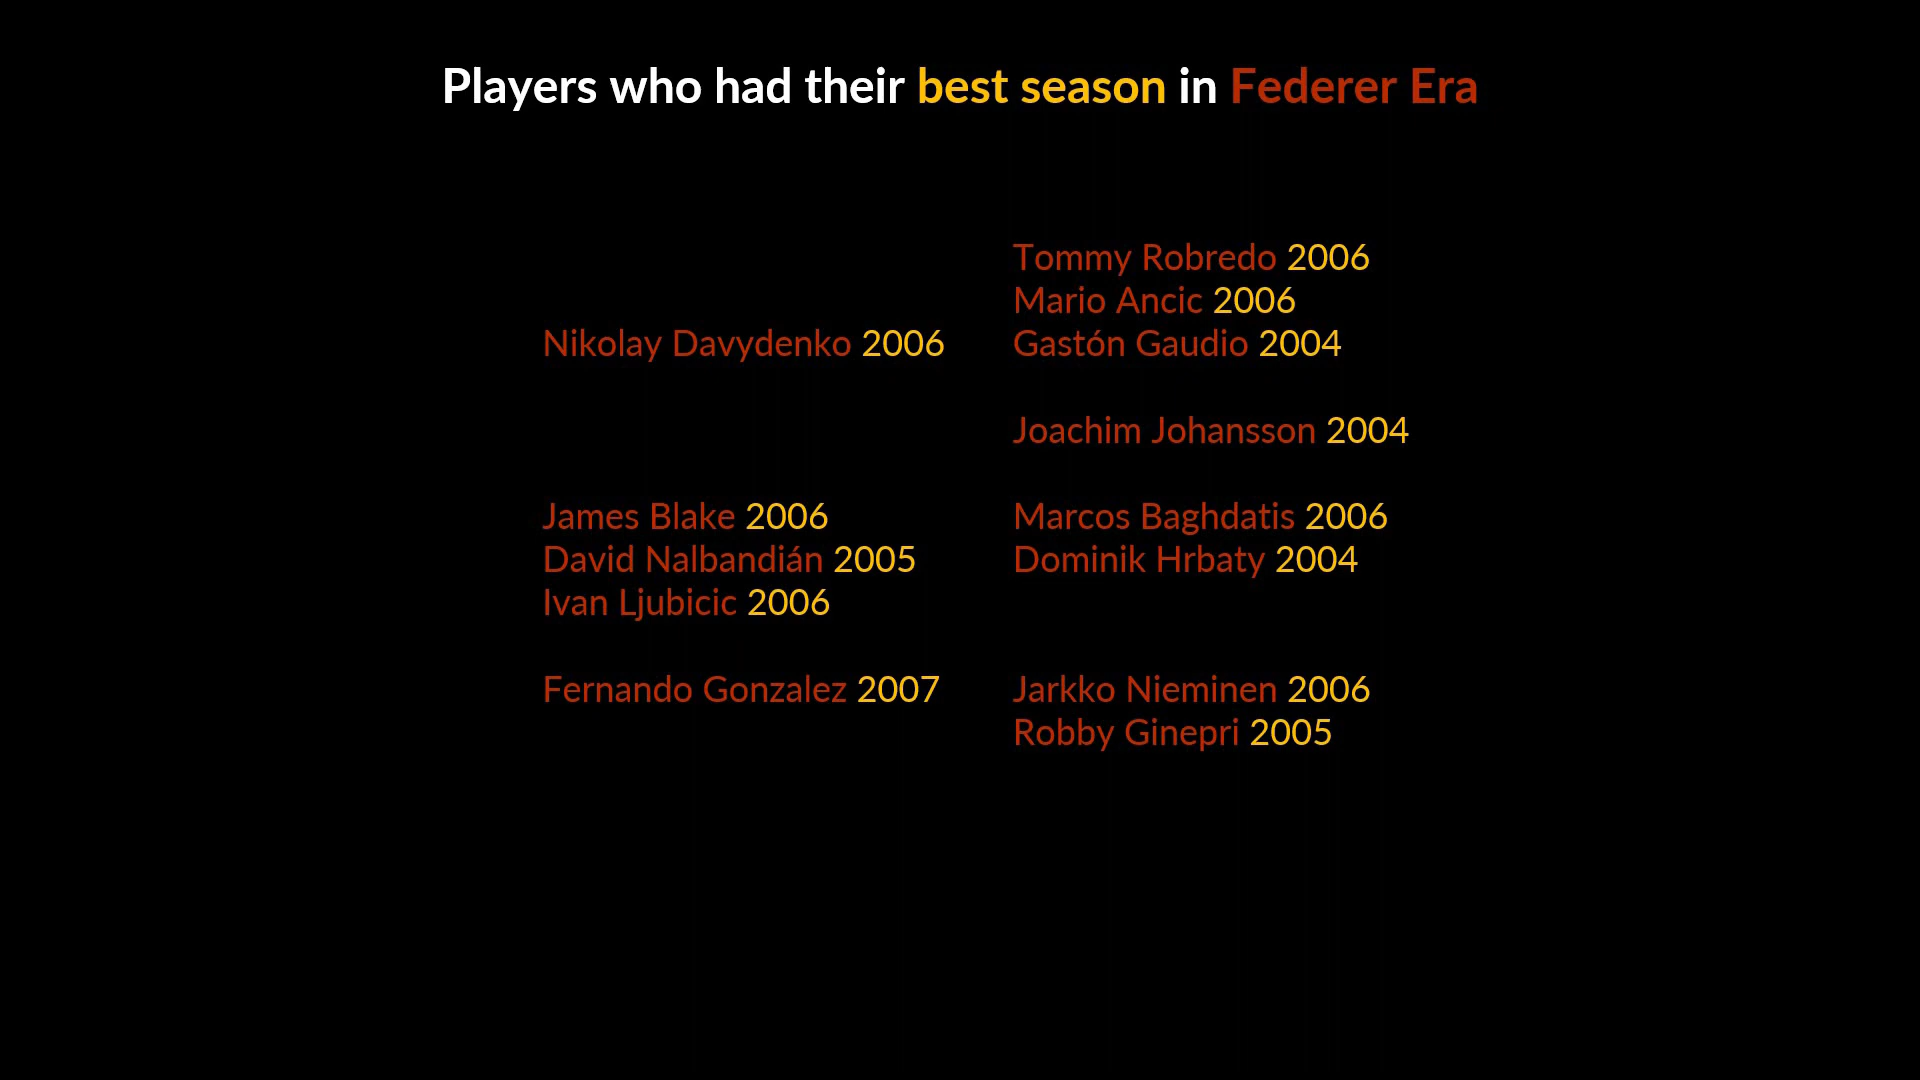 Players who had their best season in Federer Era
Nikolay Davydenko 2006
James Blake 2006
David Nalbandián 2005
Ivan Ljubicic 2006
Fernando Gonzalez 2007
Tommy Robredo 2006
Mario Ancic 2006
Gastón Gaudio 2004
Joachim Johansson 2004
Marcos Baghdatis 2006
Dominik Hrbaty 2004
Jarkko Nieminen 2006
Robby Ginepri 2005